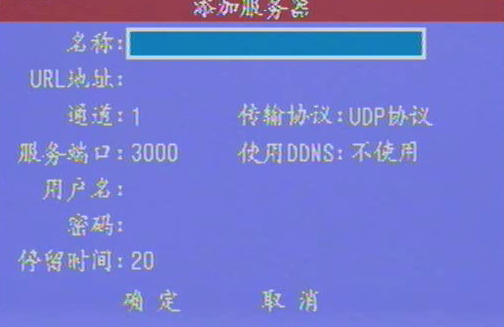 添加服务器
名称:
URL地址:
通道:1 传输协议:UDP协议
服务端口:3000 使用DDNS:不使用
用户名:
密码:
停留时间:20
确定 取消